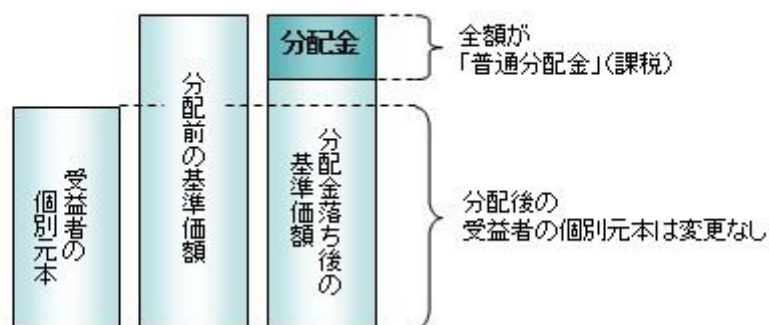 受益者の
個別元本
分配前の基準価額
分配金
分配金落ち後の
基準価額
全額が
「普通分配金」(課税)
分配後の
受益者の個別元本は変更なし